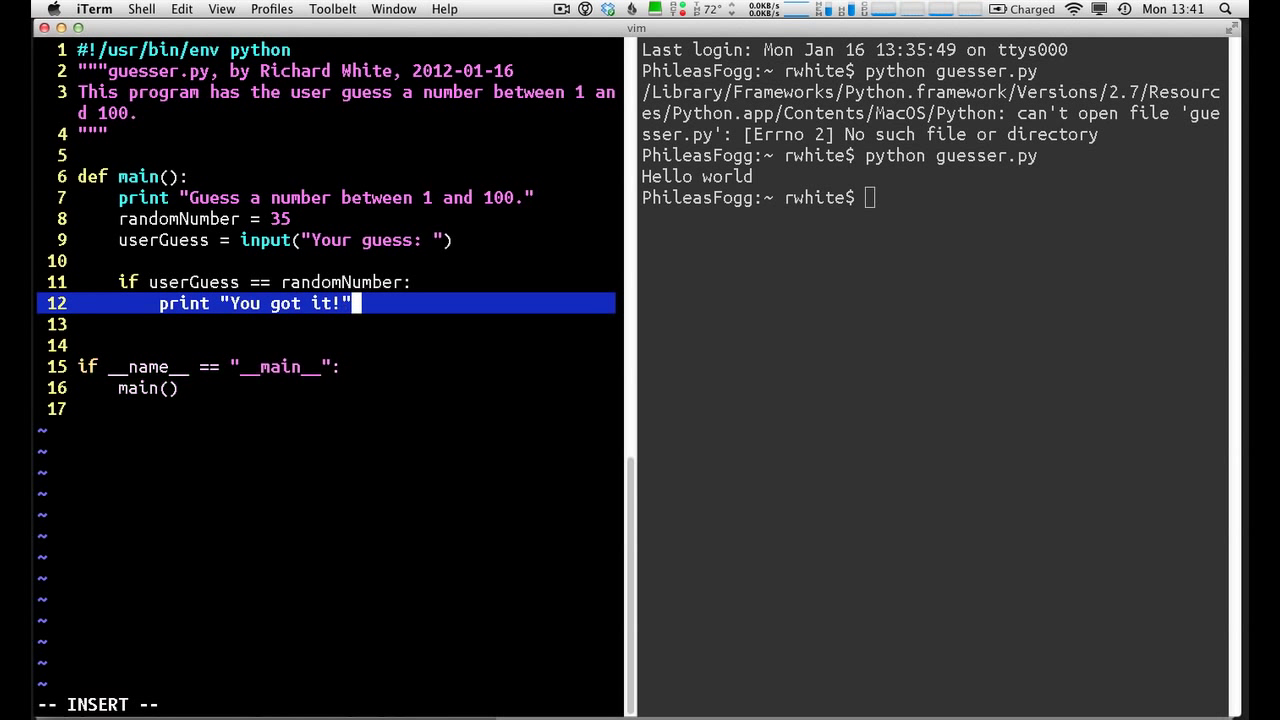 iTerm Shell Edit View Profiles Toolbelt Window Help 72° 0.0KB/s 0.0KB/s Charged Mon 13:41
vim
1 #!/usr/bin/env python
2 """guesser.py, by Richard White, 2012-01-16
3 This program has the user guess a number between 1 an
d 100.
4 """
5
6 def main():
7 print "Guess a number between 1 and 100."
8 randomNumber = 35
9 userGuess = input("Your guess: ")
10
11 if userGuess == randomNumber:
12 print "You got it!"
13
14
15 if __name__ == "__main__":
16 main()
17
~
~
~
~
~
~
~
~
~
~
~
~
~
-- INSERT --
Last login: Mon Jan 16 13:35:49 on ttys000
PhileasFogg:~ rwhite$ python guesser.py
/Library/Frameworks/Python.framework/Versions/2.7/Resourc
es/Python.app/Contents/MacOS/Python: can't open file 'gue
sser.py': [Errno 2] No such file or directory
PhileasFogg:~ rwhite$ python guesser.py
Hello world
PhileasFogg:~ rwhite$